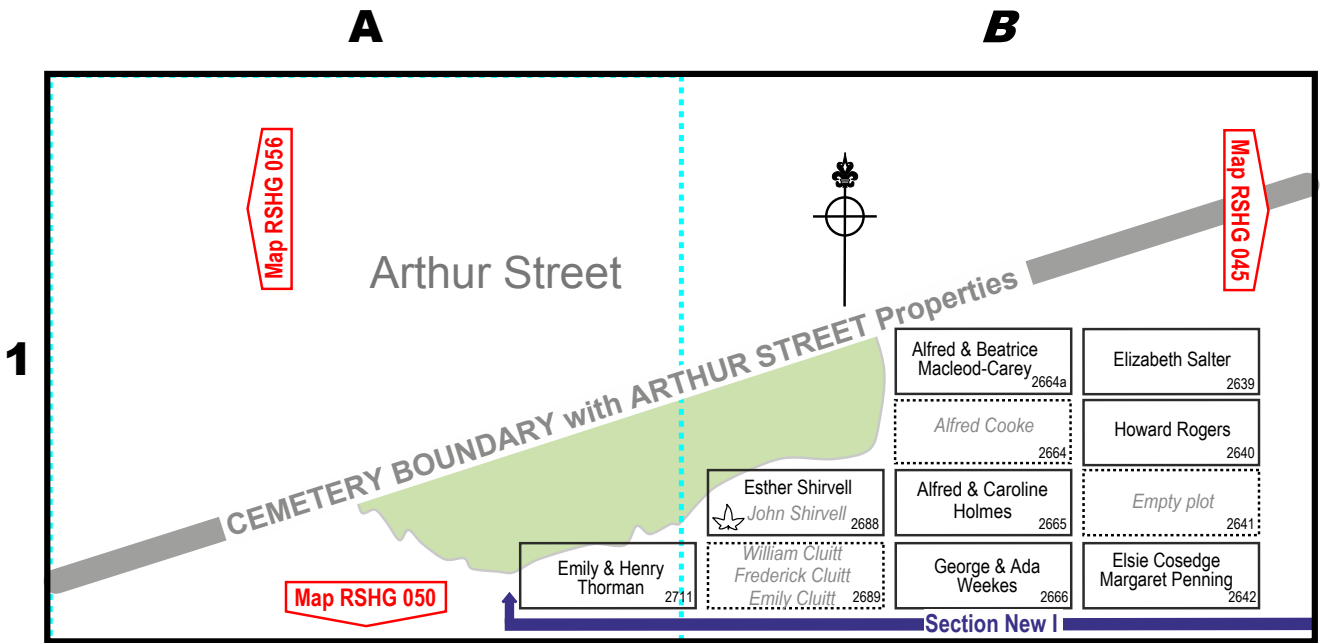 A
B
1
Map RSHG 056
Map RSHG 045
Arthur Street
CEMETERY BOUNDARY with ARTHUR STREET Properties
Alfred & Beatrice
Macleod-Carey
2664a
Elizabeth Salter
2639
Alfred Cooke
2664
Howard Rogers
2640
Esther Shirvell
John Shirvell
2688
Alfred & Caroline
Holmes
2665
Empty plot
2641
Emily & Henry
Thorman
2711
William Cluitt
Frederick Cluitt
Emily Cluitt
2689
George & Ada
Weekes
2666
Elsie Cosedge
Margaret Penning
2642
Map RSHG 050
Section New I